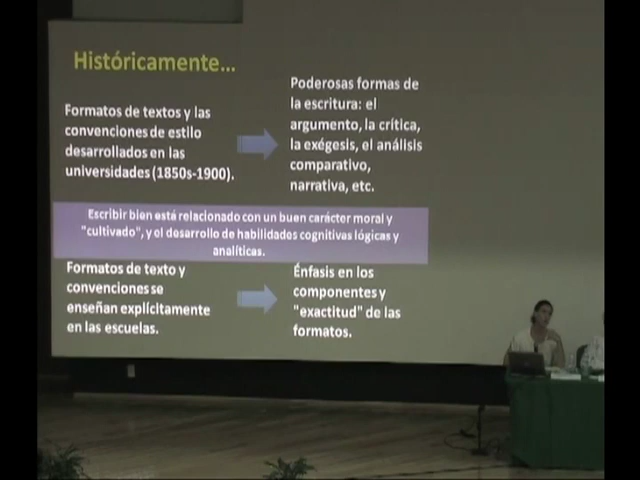 Históricamente...
Formatos de textos y las
convenciones de estilo
desarrollados en las
universidades (1850s-1900).
Poderosas formas de
la escritura: el
argumento, la crítica,
la exégesis, el análisis
comparativo,
narrativa, etc.
Escribir bien está relacionado con un buen carácter moral y
"cultivado", y el desarrollo de habilidades cognitivas lógicas y
analíticas.
Formatos de texto y
convenciones se
enseñan explícitamente
en las escuelas.
Énfasis en los
componentes y
"exactitud" de las
formatos.